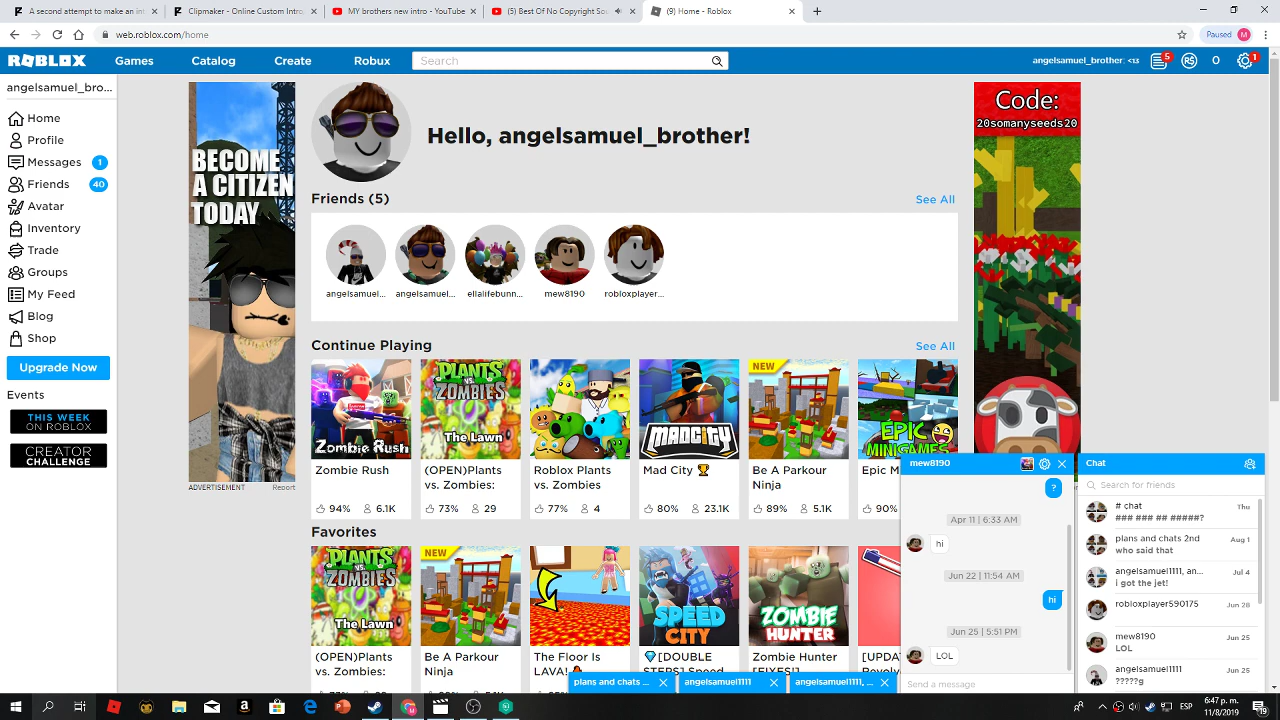 A second attempt to make an int
Clipmaker - Online Custom Intro,
MY brothers new intro - YouTube
(5) Best Of No Copyright Sou
(9) Home - Roblox
web.roblox.com/home
Paused
M
ROBLOX
Games
Catalog
Create
Robux
Search
angelsamuel_brother: <13
5
0
1
angelsamuel_bro...
Home
Profile
Messages 1
Friends 40
Avatar
Inventory
Trade
Groups
My Feed
Blog
Shop
Upgrade Now
Events
THIS WEEK
ON ROBLOX
CREATOR
CHALLENGE
BECOME
A CITIZEN
TODAY
ADVERTISEMENT
Report
Hello, angelsamuel_brother!
Friends (5)
See All
angelsamuel...
angelsamuel...
ellalifebunn...
mew8190
robloxplayer...
Continue Playing
See All
Zombie Rush
PLANTS
VS.
ZOMBIES
The Lawn
MADCITY
NEW
EPIC
MINIGAMES
Zombie Rush
(OPEN)Plants
vs. Zombies:
Roblox Plants
vs. Zombies
Mad City 🏆
Be A Parkour
Ninja
Epic M
94% 6.1K
73% 29
77% 4
80% 23.1K
89% 5.1K
90%
Favorites
PLANTS
VS.
ZOMBIES
The Lawn
NEW
SPEED
CITY
ZOMBIE
HUNTER
(OPEN)Plants
vs. Zombies:
Be A Parkour
Ninja
The Floor Is
LAVA!
💎[DOUBLE
STEPS] Speed
Zombie Hunter
[FIXES!]
[UPDA
Code:
20somanyseeds20
mew8190
?
Apr 11 | 6:33 AM
hi
Jun 22 | 11:54 AM
hi
Jun 25 | 5:51 PM
LOL
Send a message
Chat
Search for friends
# chat
Thu
### ### ## #####?
plans and chats 2nd
Aug 1
who said that
angelsamuel1111, an...
Jul 4
i got the jet!
robloxplayer590175
Jun 28
mew8190
Jun 25
LOL
angelsamuel1111
Jun 25
?????g
plans and chats ...
angelsamuel1111
angelsamuel1111, ...
ESP
6:47 p. m.
11/8/2019
19